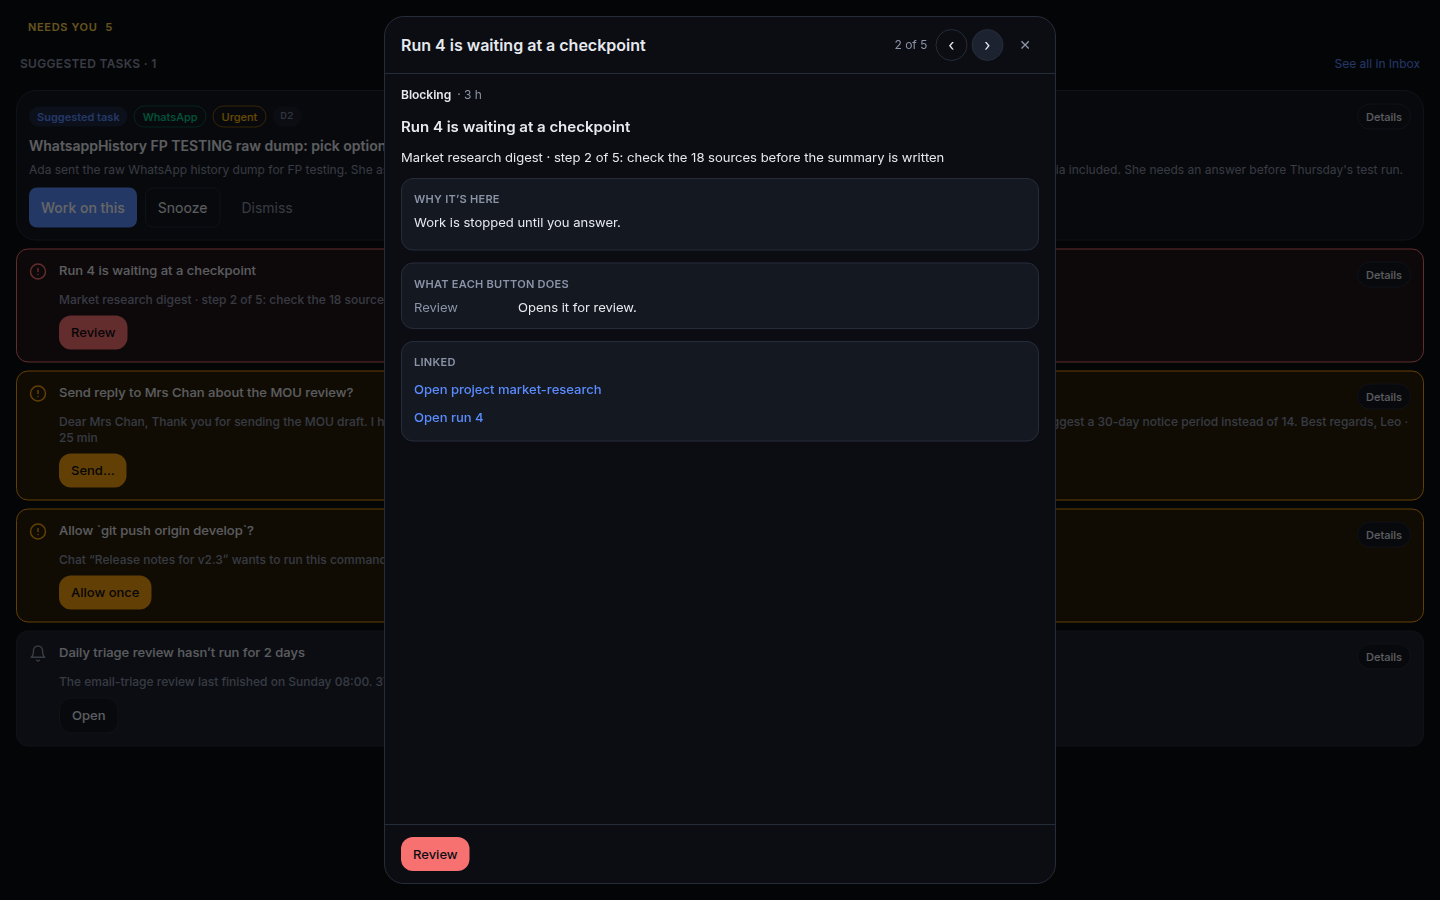 NEEDS YOU 5
SUGGESTED TASKS · 1
See all in Inbox
Suggested task
WhatsApp
Urgent
D2
Details
WhatsappHistory FP TESTING raw dump: pick option
Ada sent the raw WhatsApp history dump for FP testing. She a
la included. She needs an answer before Thursday's test run.
Work on this
Snooze
Dismiss
Run 4 is waiting at a checkpoint
Details
Market research digest · step 2 of 5: check the 18 source
Review
Send reply to Mrs Chan about the MOU review?
Details
Dear Mrs Chan, Thank you for sending the MOU draft. I h
ggest a 30-day notice period instead of 14. Best regards, Leo ·
25 min
Send…
Allow `git push origin develop`?
Details
Chat “Release notes for v2.3” wants to run this command
Allow once
Daily triage review hasn’t run for 2 days
Details
The email-triage review last finished on Sunday 08:00. 3
Open
Run 4 is waiting at a checkpoint
2 of 5
‹
›
×
Blocking · 3 h
Run 4 is waiting at a checkpoint
Market research digest · step 2 of 5: check the 18 sources before the summary is written
WHY IT’S HERE
Work is stopped until you answer.
WHAT EACH BUTTON DOES
Review Opens it for review.
LINKED
Open project market-research
Open run 4
Review